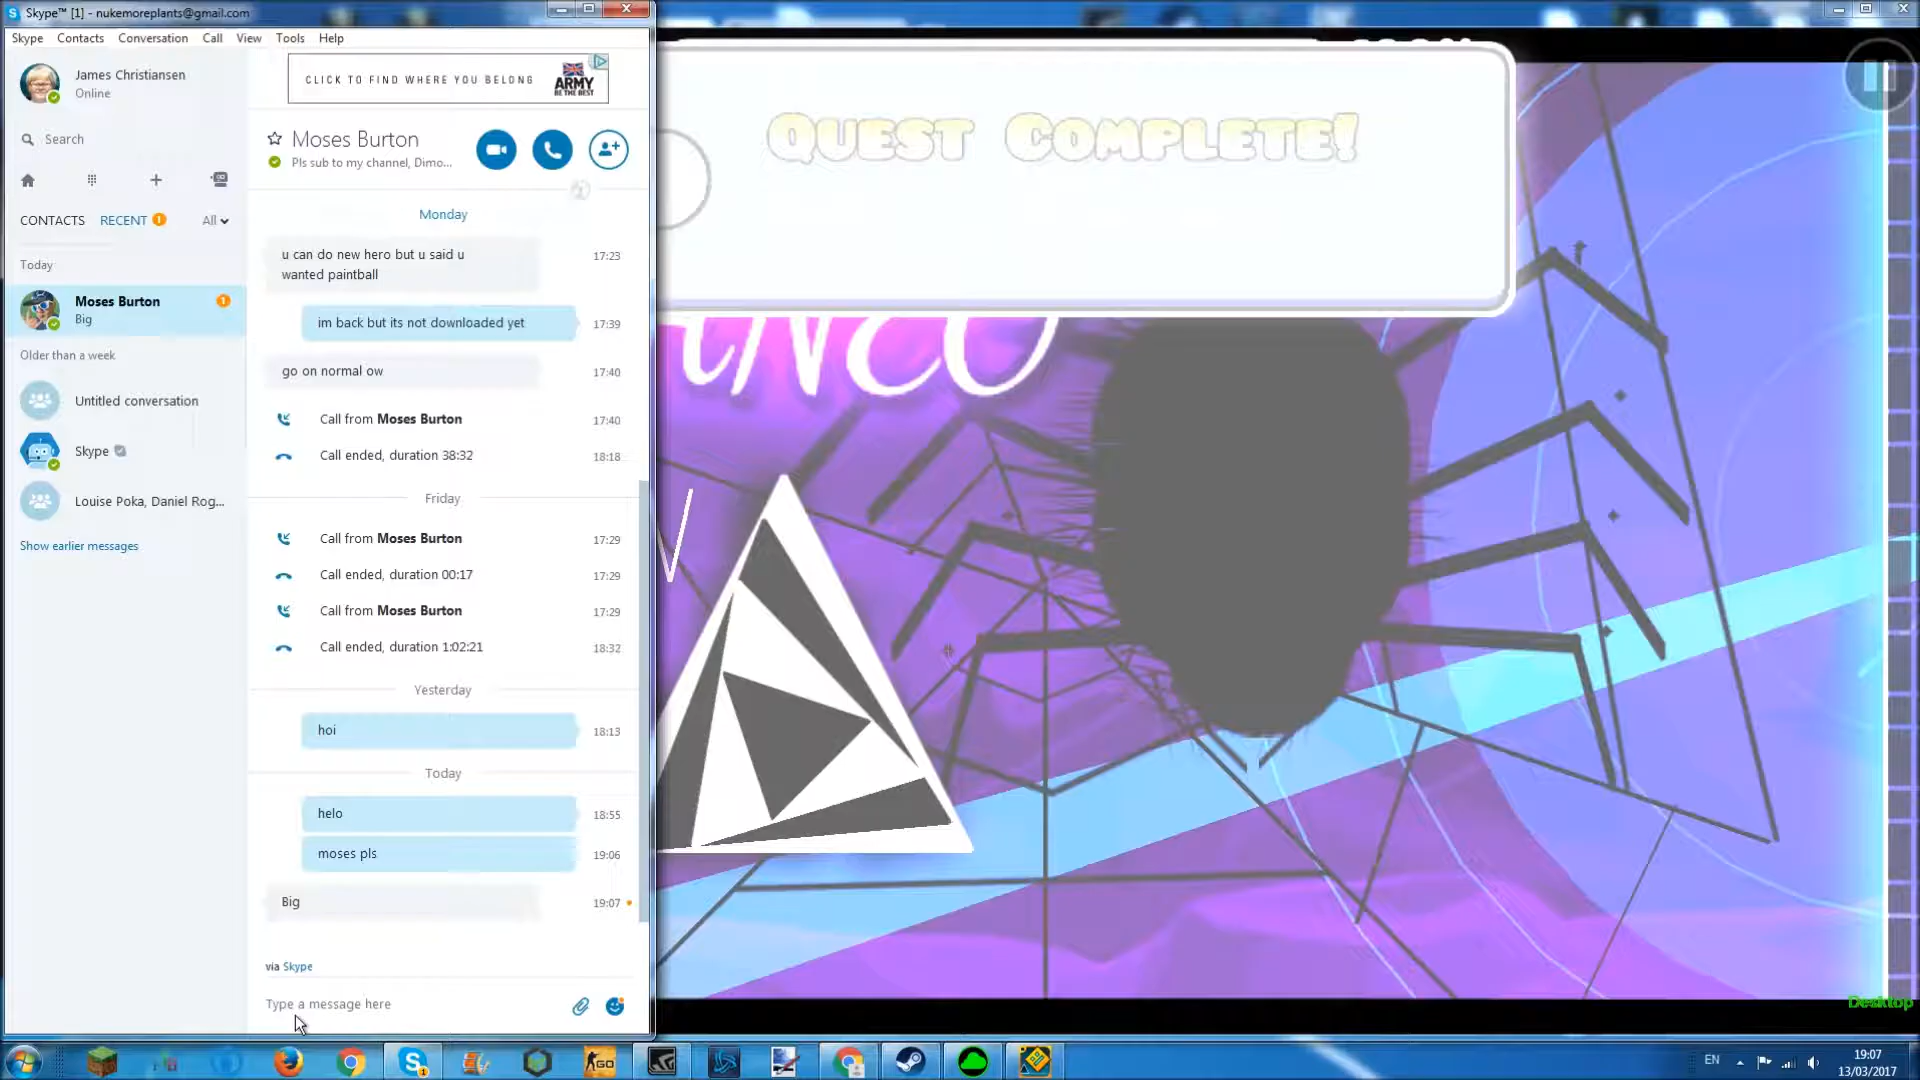 Skype™ [1] - nukemoreplants@gmail.com
Skype Contacts Conversation Call View Tools Help
James Christiansen
Online
Search
CONTACTS RECENT 1 All
Today
Moses Burton 1
Big
Older than a week
Untitled conversation
Skype
Louise Poka, Daniel Rog...
Show earlier messages
CLICK TO FIND WHERE YOU BELONG
ARMY
BE THE BEST
Moses Burton
Pls sub to my channel, Dimo...
Monday
u can do new hero but u said u
wanted paintball
17:23
im back but its not downloaded yet 17:39
go on normal ow 17:40
Call from Moses Burton 17:40
Call ended, duration 38:32 18:18
Friday
Call from Moses Burton 17:29
Call ended, duration 00:17 17:29
Call from Moses Burton 17:29
Call ended, duration 1:02:21 18:32
Yesterday
hoi 18:13
Today
helo 18:55
moses pls 19:06
Big 19:07
via Skype
Type a message here
Quest Complete!
Desktop
GO
EN
19:07
13/03/2017